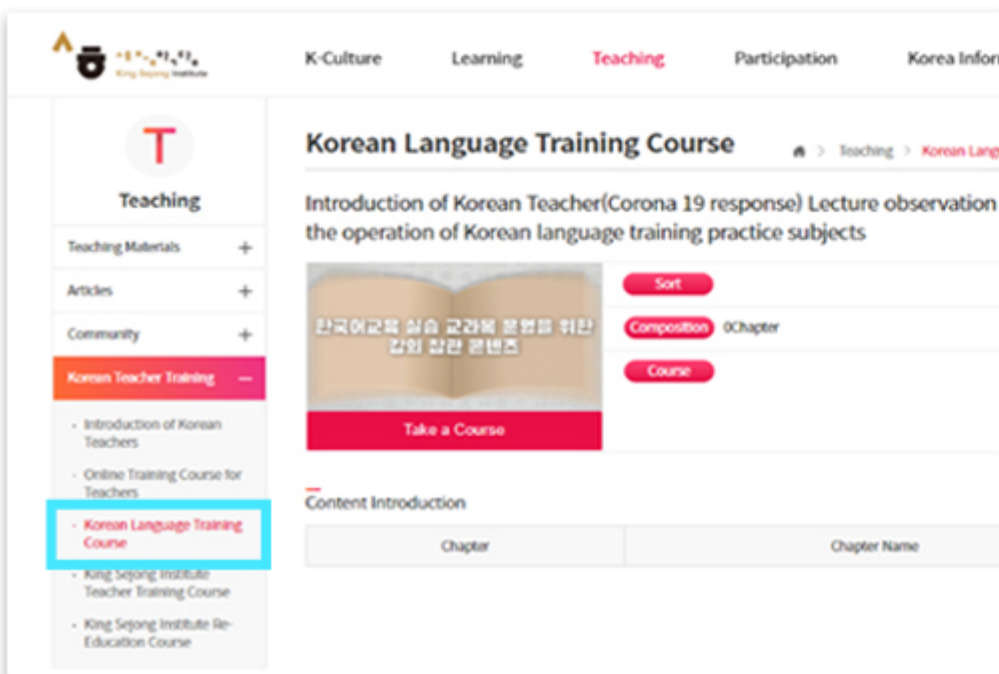 King Sejong Institute
K-Culture
Learning
Teaching
Participation
Korea Infor
T
Teaching
Teaching Materials +
Articles +
Community +
Korean Teacher Training −
· Introduction of Korean
Teachers
· Online Training Course for
Teachers
· Korean Language Training
Course
· King Sejong Institute
Teacher Training Course
· King Sejong Institute Re-
Education Course
Korean Language Training Course
> Teaching > Korean Lang
Introduction of Korean Teacher(Corona 19 response) Lecture observation
the operation of Korean language training practice subjects
한국어교육 실습 교과목 운영을 위한
강의 참관 콘텐츠
Take a Course
Sort
Composition 0Chapter
Course
Content Introduction
Chapter
Chapter Name